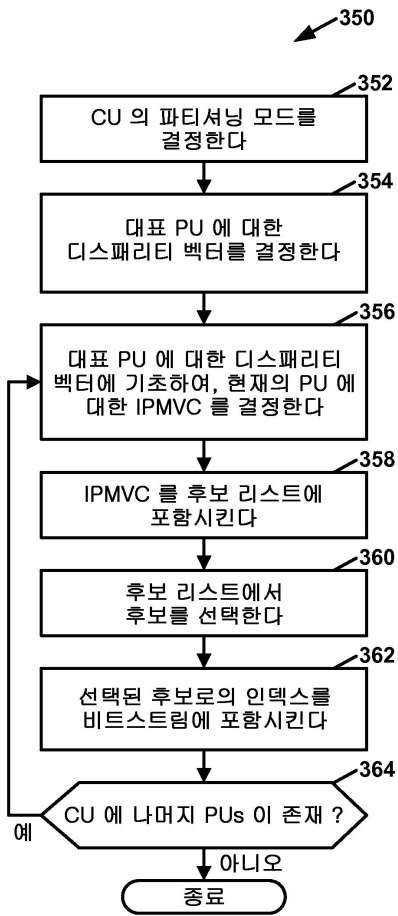 350
352
CU 의 파티셔닝 모드를
결정한다
354
대표 PU 에 대한
디스패리티 벡터를 결정한다
356
대표 PU 에 대한 디스패리티
벡터에 기초하여, 현재의 PU 에
대한 IPMVC 를 결정한다
358
IPMVC 를 후보 리스트에
포함시킨다
360
후보 리스트에서
후보를 선택한다
362
선택된 후보로의 인덱스를
비트스트림에 포함시킨다
364
CU 에 나머지 PUs 이 존재 ?
예
아니오
종료